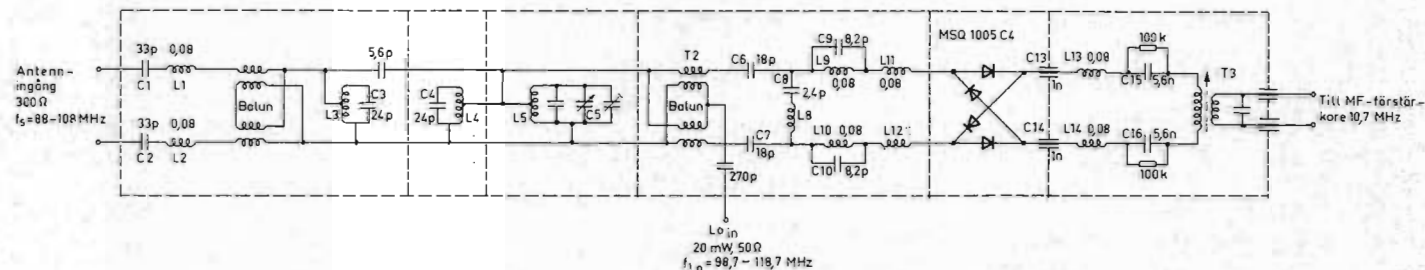 Antenn-
ingång
300Ω
fs=88-108 MHz
33p 0,08
C1 L1
33p 0,08
C2 L2
Balun
5,6p
L3
C3
24p
C4
24p
L4
L5
C5
T2
Balun
270p
Lo in
20 mW, 50Ω
fLo = 98,7-118,7 MHz
C6 18p
C7
18p
C8
2,4p
L8
C9 8,2p
L9 L11
0,08 0,08
L10 0,08 L12
C10 8,2p
MSQ 1005 C4
C13
1n
C14
1n
L13 0,08
L14 0,08
100k
C15 5,6n
C16 5,6n
100k
T3
Till MF-förstär-
kare 10,7 MHz